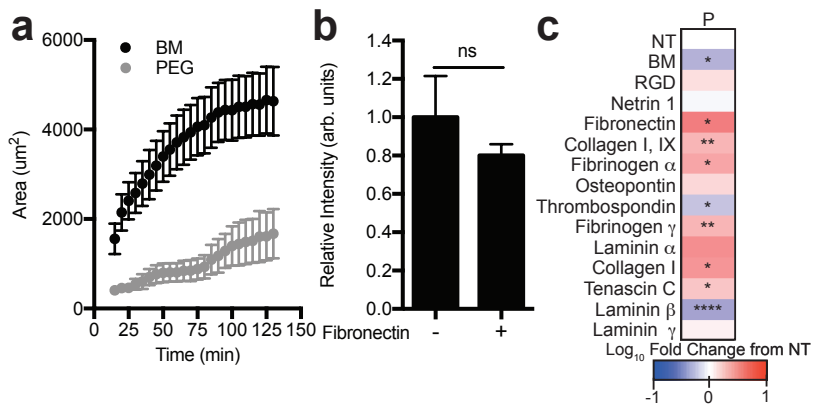 a
6000
4000
2000
0
Area (um²)
BM
PEG
0 25 50 75 100 125 150
Time (min)
b
1.4
1.2
1.0
0.8
0.6
0.4
0.2
0.0
Relative Intensity (arb. units)
ns
Fibronectin - +
c
P
NT
BM *
RGD
Netrin 1
Fibronectin *
Collagen I, IX **
Fibrinogen α *
Osteopontin
Thrombospondin *
Fibrinogen γ **
Laminin α
Collagen I *
Tenascin C *
Laminin β ****
Laminin γ
Log₁₀ Fold Change from NT
-1 0 1